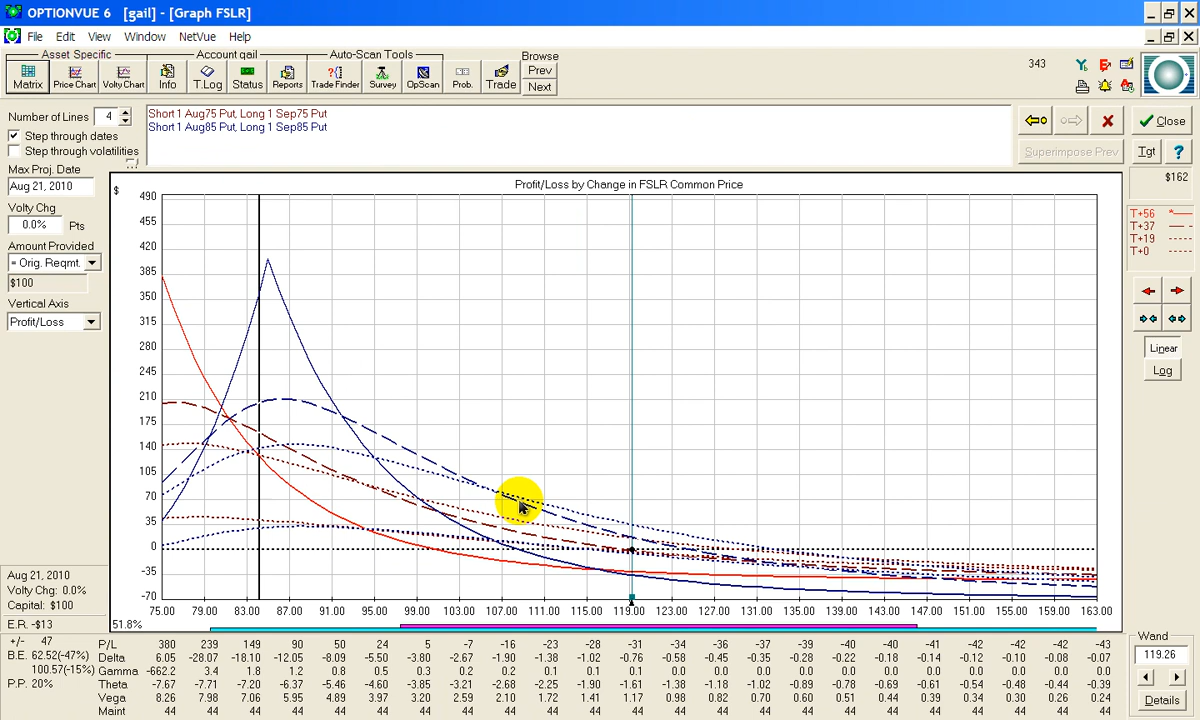 OPTIONVUE 6 [gail] - [Graph FSLR]
File Edit View Window NetVue Help
Asset Specific Account gail Auto-Scan Tools Browse
Matrix Price Chart Volty Chart Info T.Log Status Reports Trade Finder Survey OpScan Prob. Trade Prev Next
343
Number of Lines 4
Step through dates
Step through volatilities
Max Proj. Date
Aug 21, 2010
Volty Chg
0.0% Pts
Amount Provided
= Orig. Reqmt.
$100
Vertical Axis
Profit/Loss
Short 1 Aug75 Put, Long 1 Sep75 Put
Short 1 Aug85 Put, Long 1 Sep85 Put
Close
Superimpose Prev Tgt ?
$162
T+56 *
T+37
T+19
T+0
Linear
Log
$ Profit/Loss by Change in FSLR Common Price
490
455
420
385
350
315
280
245
210
175
140
105
70
35
0
-35
-70
75.00 79.00 83.00 87.00 91.00 95.00 99.00 103.00 107.00 111.00 115.00 119.00 123.00 127.00 131.00 135.00 139.00 143.00 147.00 151.00 155.00 159.00 163.00
51.8%
Aug 21, 2010
Volty Chg: 0.0%
Capital: $100
E.R. -$13
+/- 47
B.E. 62.52(-47%)
100.57(-15%)
P.P. 20%
P/L 380 239 149 90 50 24 5 -8 -16 -23 -28 -31 -34 -36 -37 -39 -40 -41 -41 -42 -42 -42 -43
Delta 6.05 -28.07 -18.10 -12.05 -8.09 -5.50 -3.80 -2.67 -1.90 -1.38 -1.02 -0.76 -0.58 -0.45 -0.35 -0.28 -0.22 -0.18 -0.14 -0.12 -0.10 -0.08 -0.07
Gamma -662.2 3.4 1.8 1.2 0.8 0.5 0.3 0.2 0.2 0.1 0.1 0.1 0.0 0.0 0.0 0.0 0.0 0.0 0.0 0.0 0.0 0.0 0.0
Theta -7.67 -7.71 -7.20 -6.37 -5.46 -4.60 -3.85 -3.21 -2.68 -2.25 -1.90 -1.61 -1.38 -1.18 -1.02 -0.89 -0.78 -0.69 -0.61 -0.54 -0.48 -0.44 -0.39
Vega 8.26 7.98 7.06 5.95 4.89 3.97 3.20 2.59 2.10 1.72 1.41 1.17 0.98 0.82 0.70 0.60 0.51 0.44 0.39 0.34 0.30 0.26 0.24
Maint 44 44 44 44 44 44 44 44 44 44 44 44 44 44 44 44 44 44 44 44 44 44 44
Wand
119.26
Details